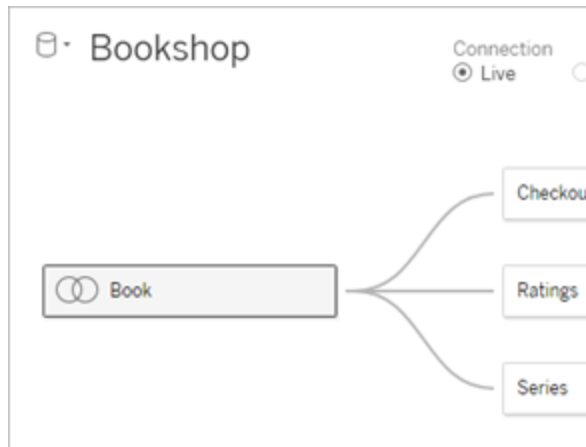 Bookshop
Connection
Live
Checkou
Book
Ratings
Series